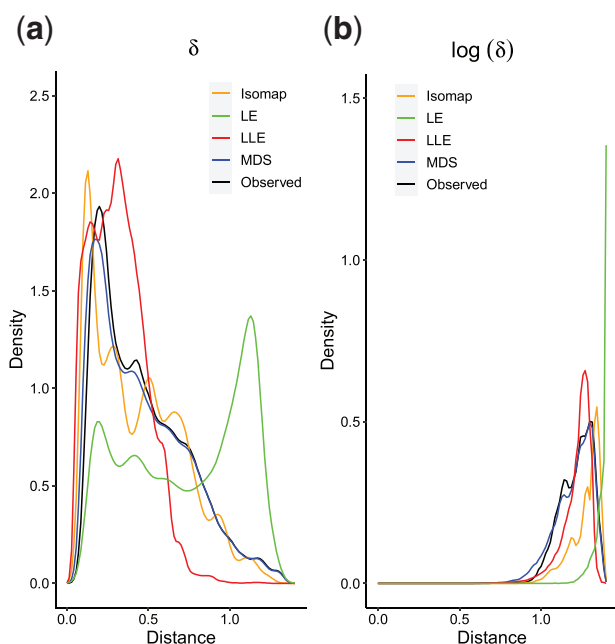 (a)
δ
2.5
2.0
1.5
1.0
0.5
0.0
Density
0.0 0.5 1.0
Distance
Isomap
LE
LLE
MDS
Observed
(b)
log (δ)
1.5
1.0
0.5
0.0
Density
0.0 0.5 1.0
Distance
Isomap
LE
LLE
MDS
Observed